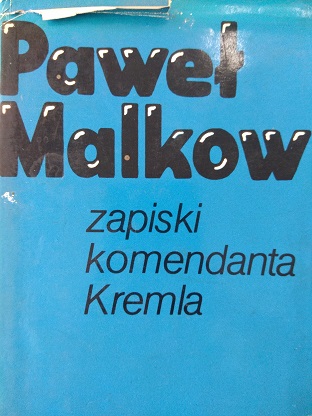 Paweł
Malkow
zapiski
komendanta
Kremla